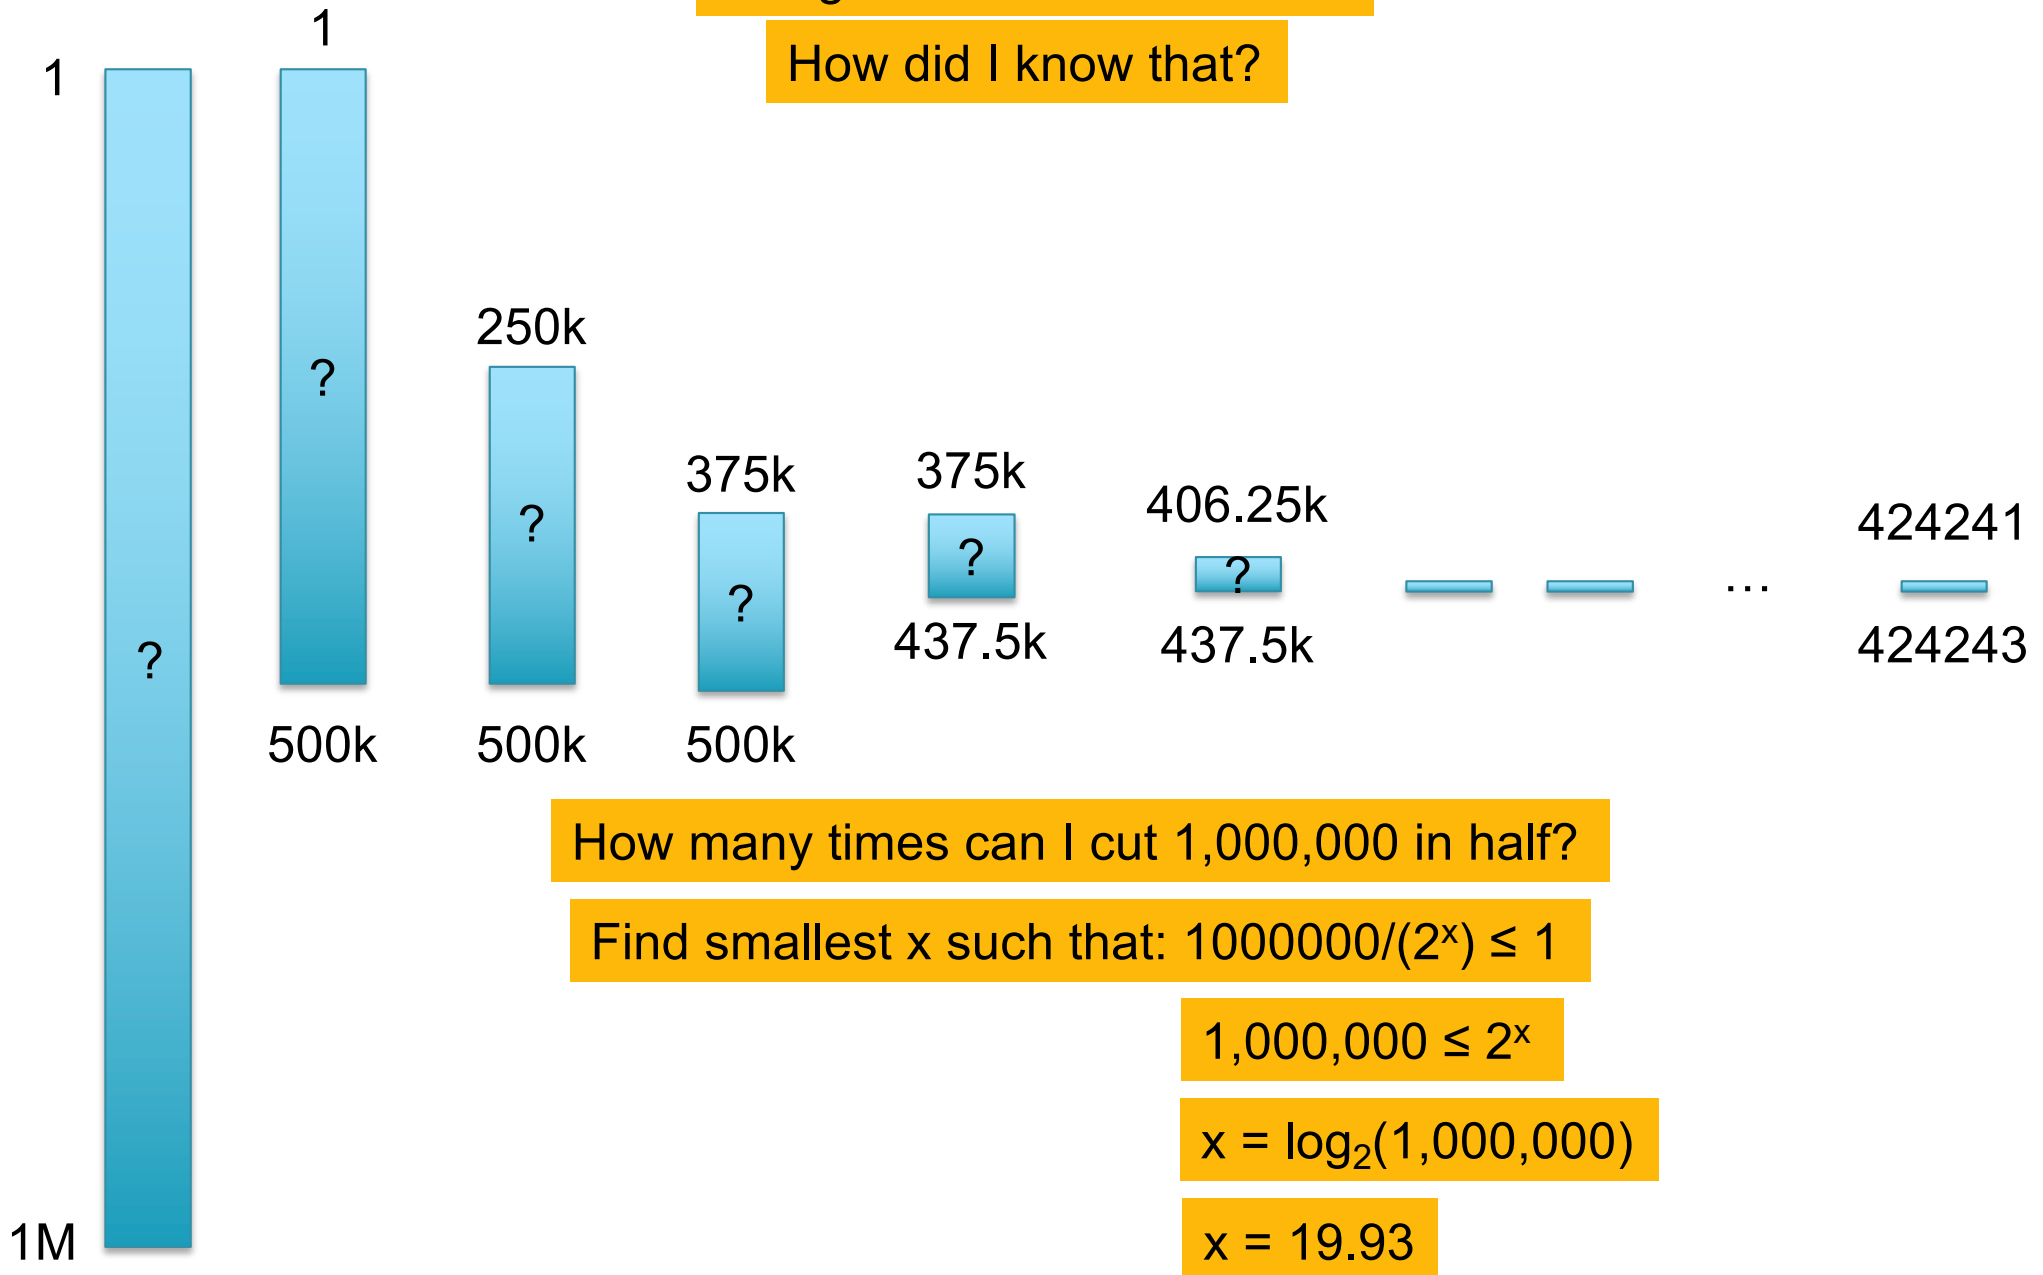 How did I know that?
1
1
250k
375k
375k
406.25k
424241
?
?
?
?
?
?
…
437.5k
437.5k
424243
500k
500k
500k
How many times can I cut 1,000,000 in half?
Find smallest x such that: 1000000/(2ˣ) ≤ 1
1,000,000 ≤ 2ˣ
x = log₂(1,000,000)
1M
x = 19.93